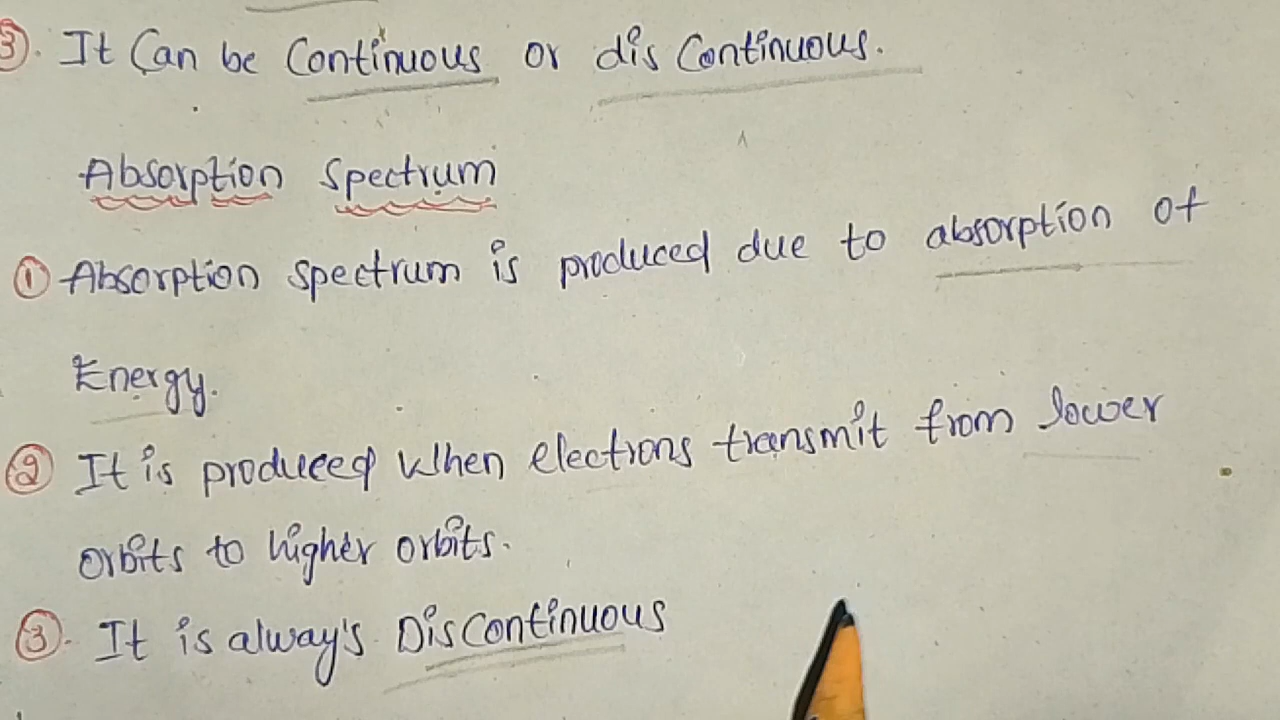 3. It Can be Continuous or dis Continuous.
Absorption Spectrum
① Absorption spectrum is produced due to absorption of
Energy.
② It is produced when electrons transmit from lower
orbits to higher orbits.
③. It is alway's Discontinuous